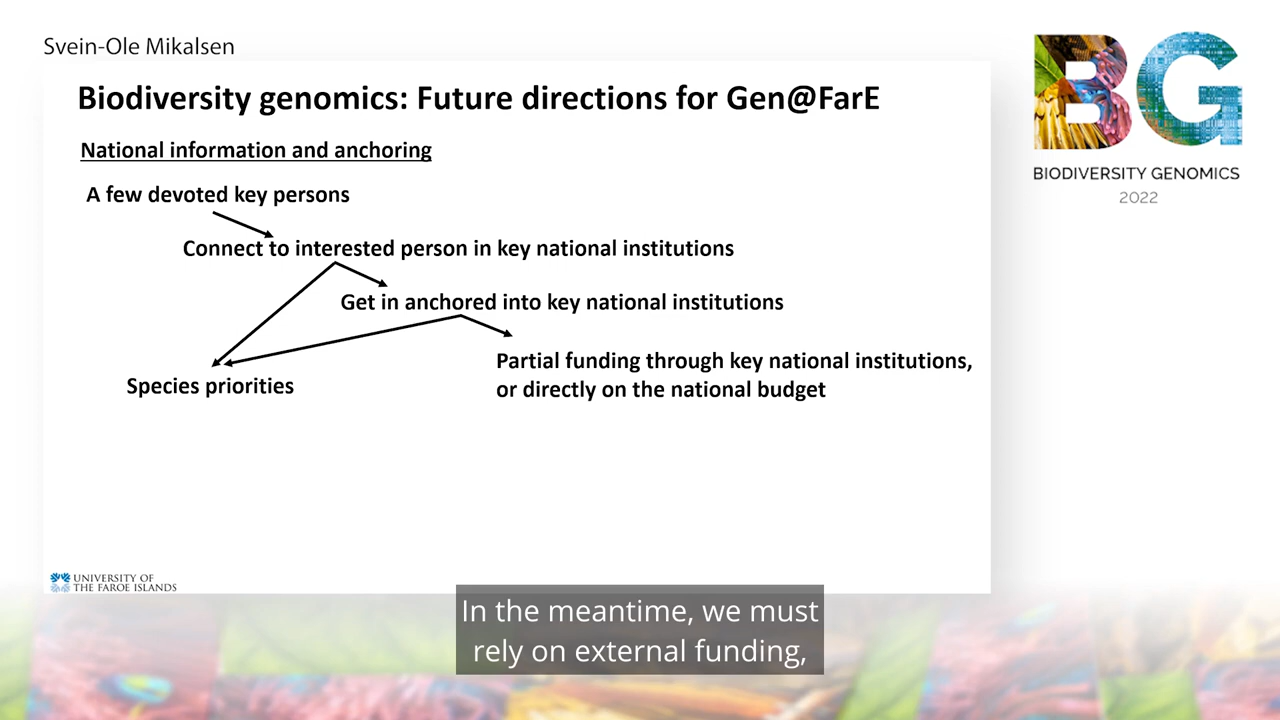 Svein-Ole Mikalsen
Biodiversity genomics: Future directions for Gen@FarE
National information and anchoring
A few devoted key persons
Connect to interested person in key national institutions
Get in anchored into key national institutions
Partial funding through key national institutions,
or directly on the national budget
Species priorities
UNIVERSITY OF
THE FAROE ISLANDS
BG
BIODIVERSITY GENOMICS
2022
In the meantime, we must
rely on external funding,